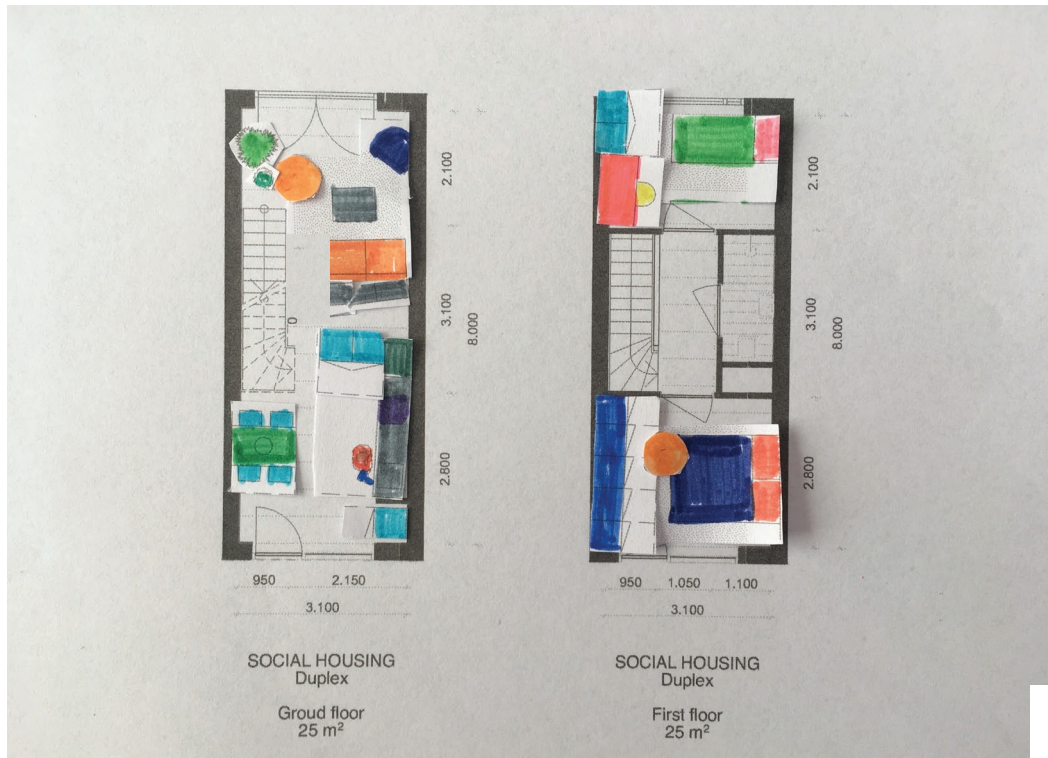 2.100
3.100
8.000
2.800
950
2.150
3.100
SOCIAL HOUSING
Duplex
Groud floor
25 m²
2.100
3.100
8.000
2.800
950
1.050
1.100
3.100
SOCIAL HOUSING
Duplex
First floor
25 m²